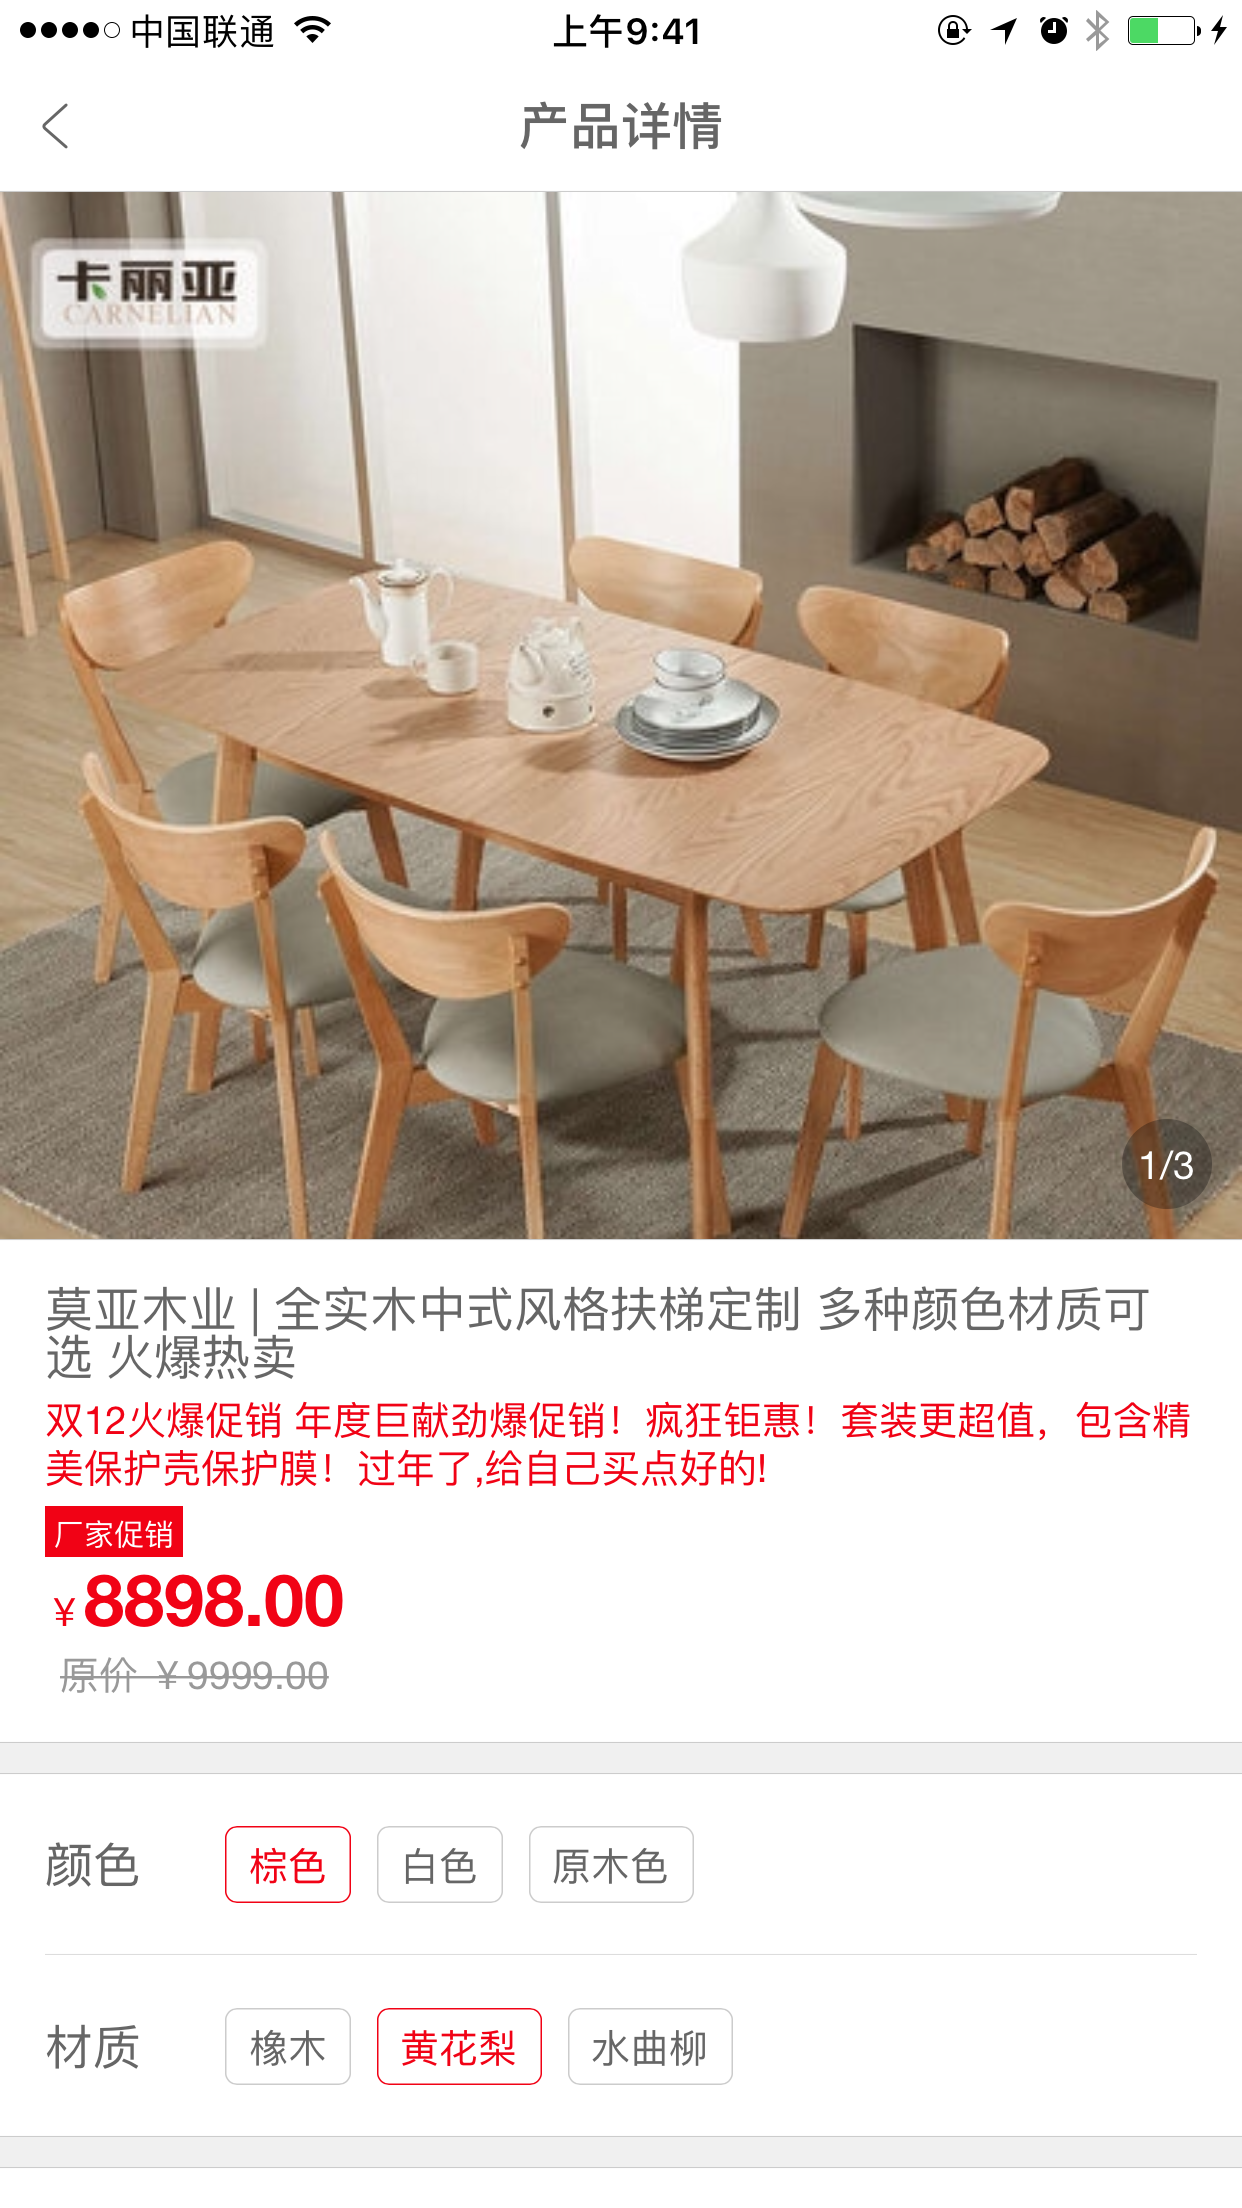 中国联通
上午9:41
产品详情
卡丽亚
CARNELIAN
1/3
莫亚木业 | 全实木中式风格扶梯定制 多种颜色材质可
选 火爆热卖
双12火爆促销 年度巨献劲爆促销！疯狂钜惠！套装更超值，包含精
美保护壳保护膜！过年了,给自己买点好的!
厂家促销
¥8898.00
原价 ¥9999.00
颜色 棕色 白色 原木色
材质 橡木 黄花梨 水曲柳